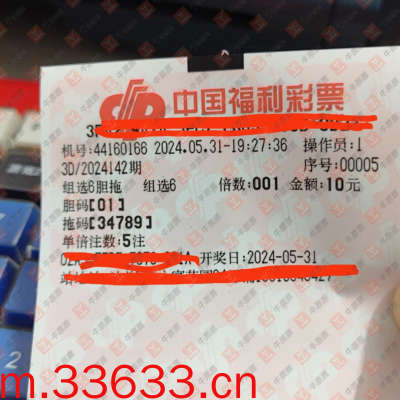 中国福利彩票
机号:44160166 2024.05.31-19:27:36 操作员:1
3D/2024142期 序号:00005
组选6胆拖 组选6 倍数:001 金额:10元
胆码[01]
拖码[34789]
单倍注数:5注
开奖日:2024-05-31
m.33633.cn